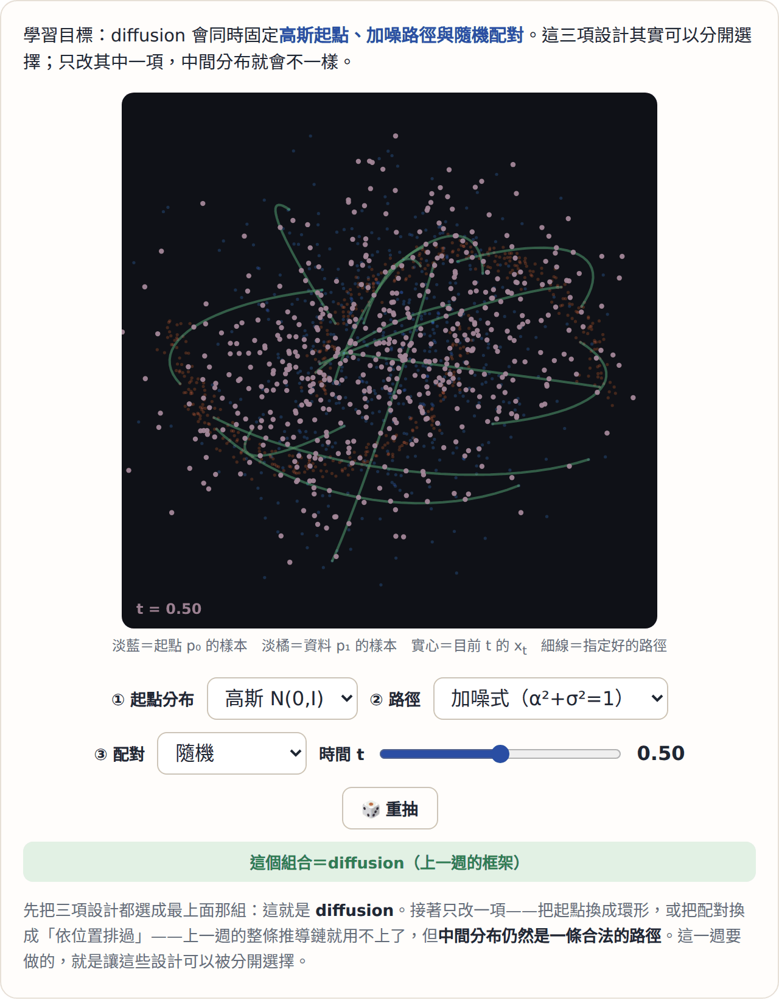 學習目標：diffusion 會同時固定高斯起點、加噪路徑與隨機配對。這三項設計其實可以分開選
擇；只改其中一項，中間分布就會不一樣。
t = 0.50
淡藍＝起點 p₀ 的樣本　淡橘＝資料 p₁ 的樣本　實心＝目前 t 的 xt　細線＝指定好的路徑
① 起點分布 高斯 N(0,I) ② 路徑 加噪式（α²+σ²=1）
③ 配對 隨機 時間 t 0.50
🎲 重抽
這個組合＝diffusion（上一週的框架）
先把三項設計都選成最上面那組：這就是 diffusion。接著只改一項——把起點換成環形，或把配對換
成「依位置排過」——上一週的整條推導鏈就用不上了，但中間分布仍然是一條合法的路徑。這一週要
做的，就是讓這些設計可以被分開選擇。